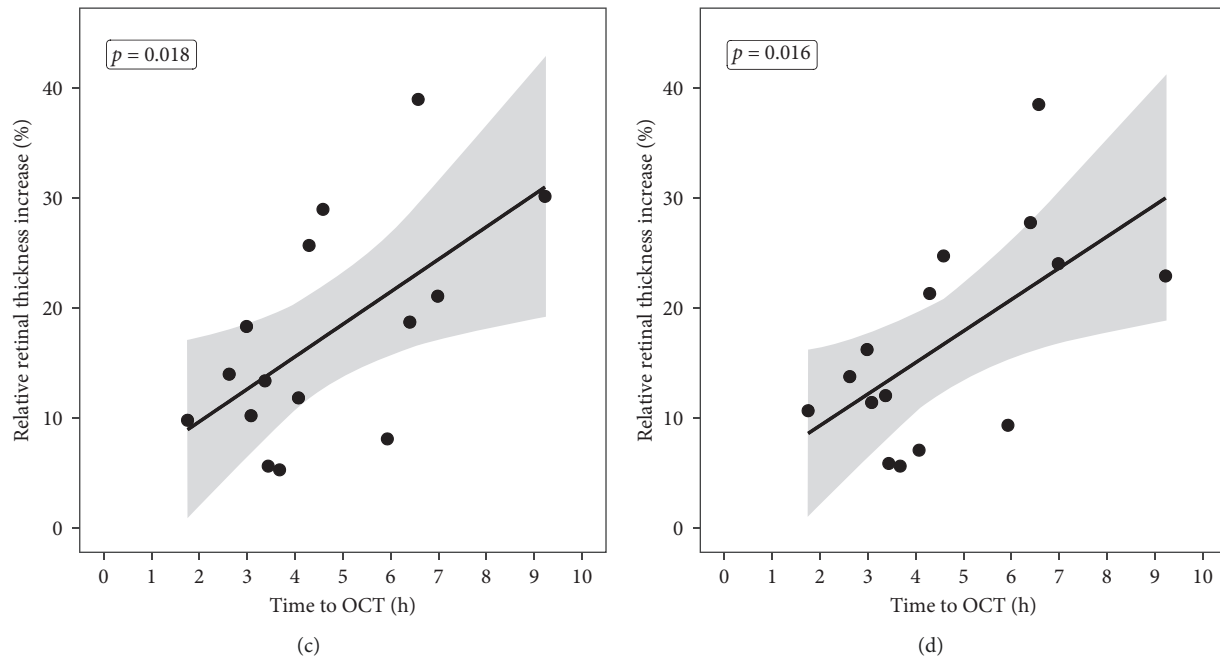 p = 0.018
Relative retinal thickness increase (%)
40
30
20
10
0
0 1 2 3 4 5 6 7 8 9 10
Time to OCT (h)
(c)
p = 0.016
Relative retinal thickness increase (%)
40
30
20
10
0
0 1 2 3 4 5 6 7 8 9 10
Time to OCT (h)
(d)